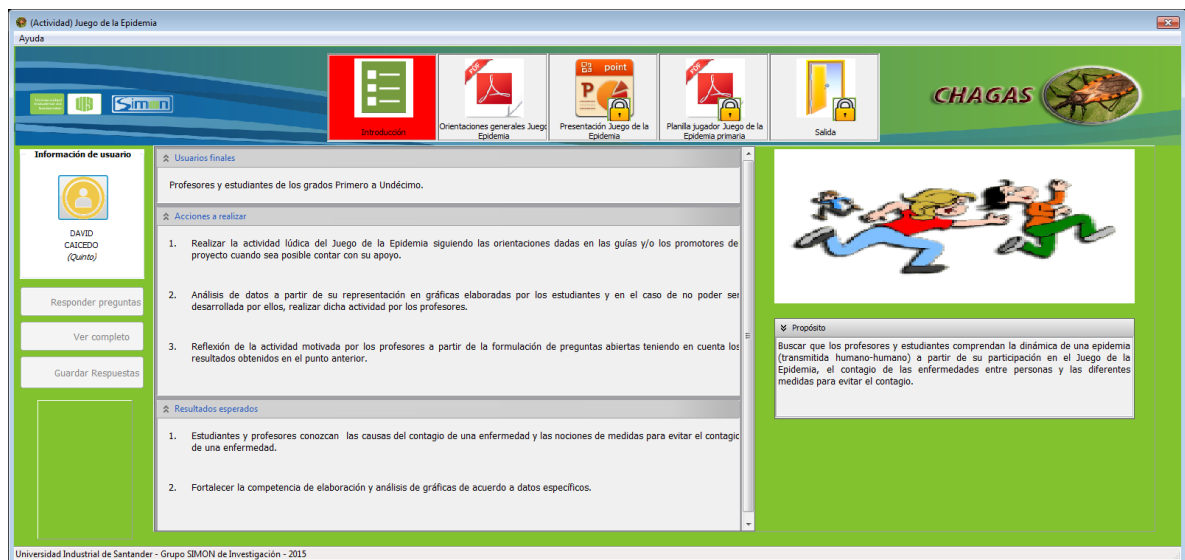 (Actividad) Juego de la Epidemia
Ayuda
UIS
Simon
Introducción
PDF
Orientaciones generales Juego
Epidemia
point
P
Presentación Juego de la
Epidemia
PDF
Planilla jugador Juego de la
Epidemia primaria
Salida
CHAGAS
Información de usuario
DAVID
CAICEDO
(Quinto)
Responder preguntas
Ver completo
Guardar Respuestas
Usuarios finales
Profesores y estudiantes de los grados Primero a Undécimo.
Acciones a realizar
1. Realizar la actividad lúdica del Juego de la Epidemia siguiendo las orientaciones dadas en las guías y/o los promotores de
proyecto cuando sea posible contar con su apoyo.
2. Análisis de datos a partir de su representación en gráficas elaboradas por los estudiantes y en el caso de no poder ser
desarrollada por ellos, realizar dicha actividad por los profesores.
3. Reflexión de la actividad motivada por los profesores a partir de la formulación de preguntas abiertas teniendo en cuenta los
resultados obtenidos en el punto anterior.
Resultados esperados
1. Estudiantes y profesores conozcan las causas del contagio de una enfermedad y las nociones de medidas para evitar el contagio
de una enfermedad.
2. Fortalecer la competencia de elaboración y análisis de gráficas de acuerdo a datos específicos.
Propósito
Buscar que los profesores y estudiantes comprendan la dinámica de una epidemia
(transmitida humano-humano) a partir de su participación en el Juego de la
Epidemia, el contagio de las enfermedades entre personas y las diferentes
medidas para evitar el contagio.
Universidad Industrial de Santander - Grupo SIMON de Investigación - 2015